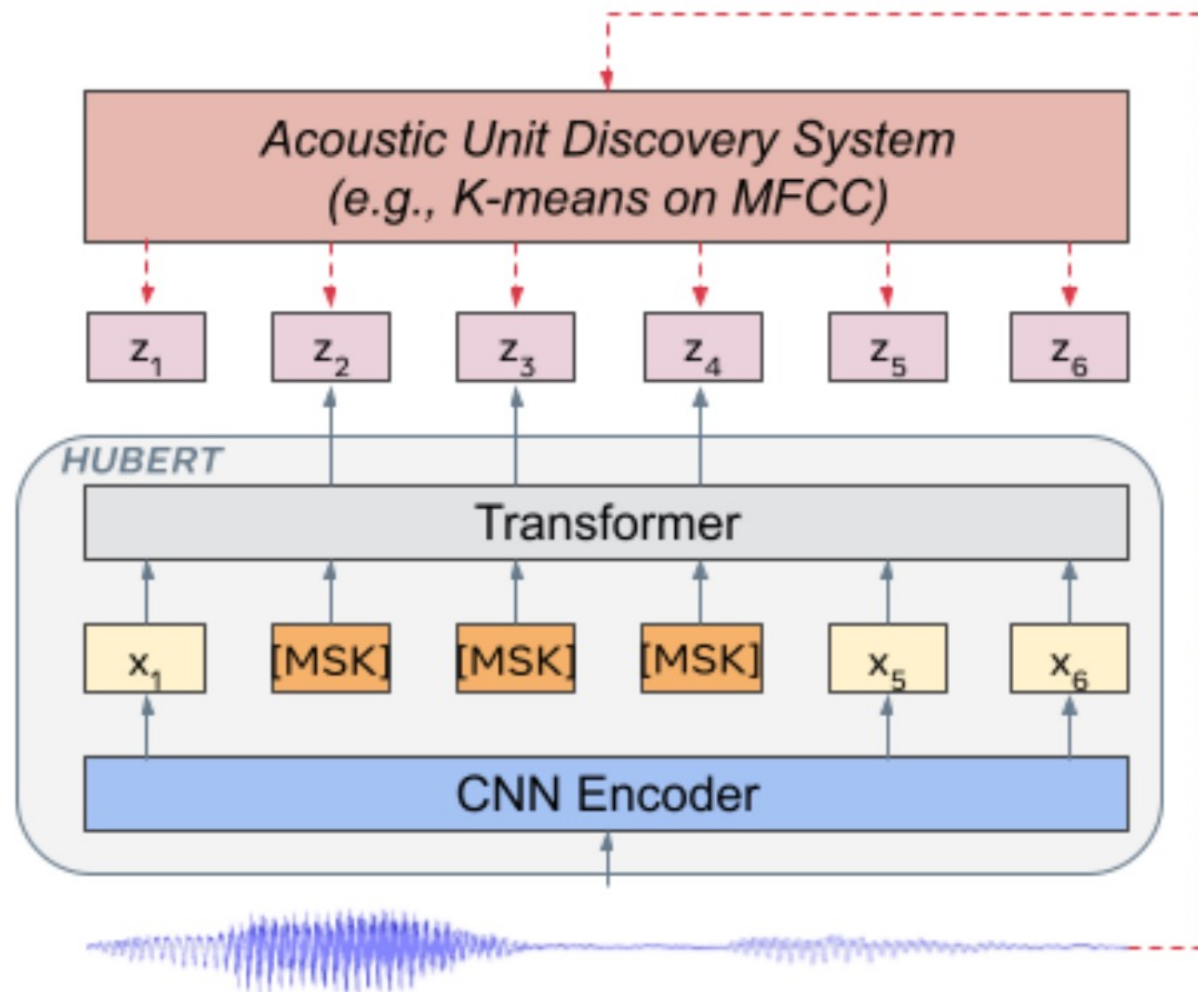 Acoustic Unit Discovery System
(e.g., K-means on MFCC)
z1 z2 z3 z4 z5 z6
HUBERT
Transformer
x1 [MSK] [MSK] [MSK] x5 x6
CNN Encoder